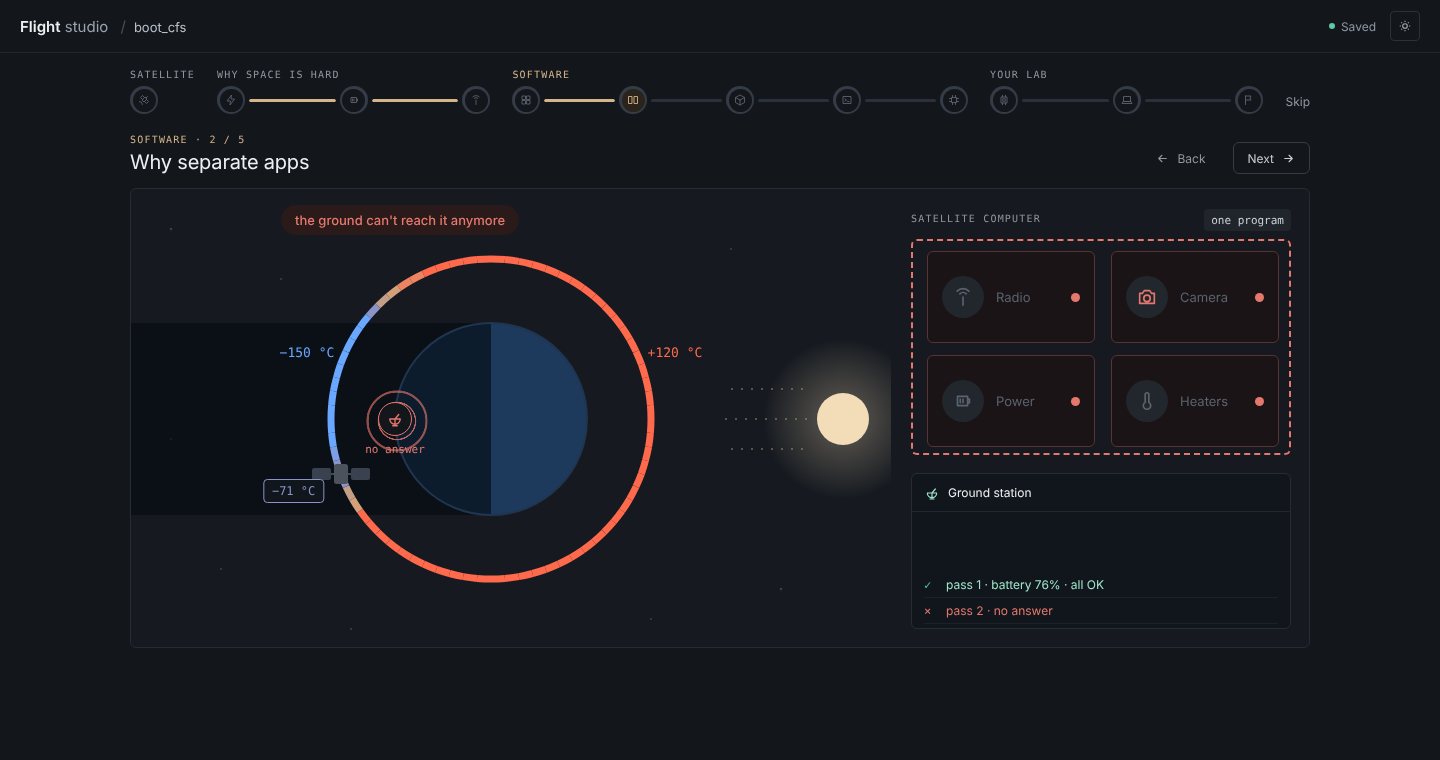 Flight studio / boot_cfs
Saved
SATELLITE
WHY SPACE IS HARD
SOFTWARE
YOUR LAB
Skip
SOFTWARE · 2 / 5
Why separate apps
← Back
Next →
the ground can't reach it anymore
−150 °C
+120 °C
no answer
−71 °C
SATELLITE COMPUTER
one program
Radio
Camera
Power
Heaters
Ground station
✓ pass 1 · battery 76% · all OK
× pass 2 · no answer